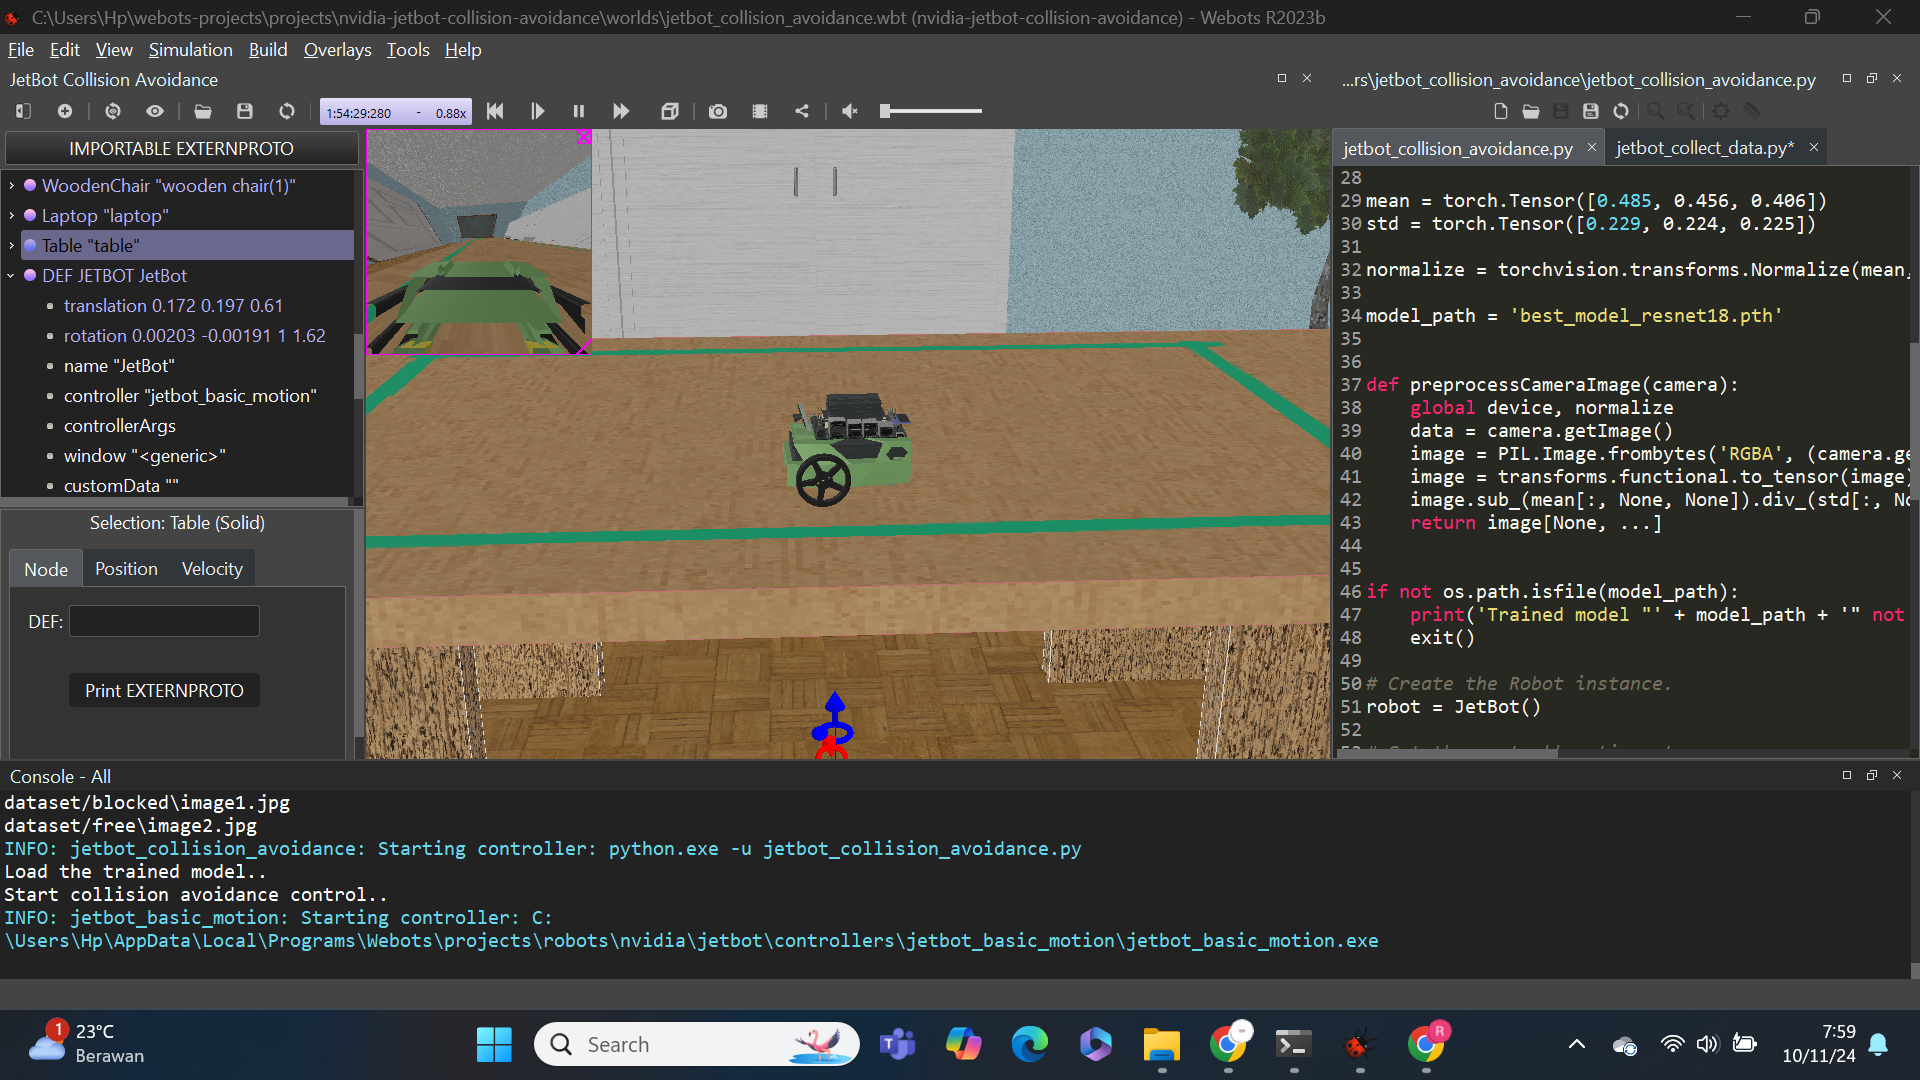 C:\Users\Hp\webots-projects\projects\nvidia-jetbot-collision-avoidance\worlds\jetbot_collision_avoidance.wbt (nvidia-jetbot-collision-avoidance) - Webots R2023b
File Edit View Simulation Build Overlays Tools Help
JetBot Collision Avoidance
1:54:29:280 - 0.88x
IMPORTABLE EXTERNPROTO
WoodenChair "wooden chair(1)"
Laptop "laptop"
Table "table"
DEF JETBOT JetBot
translation 0.172 0.197 0.61
rotation 0.00203 -0.00191 1 1.62
name "JetBot"
controller "jetbot_basic_motion"
controllerArgs
window "<generic>"
customData ""
Selection: Table (Solid)
Node Position Velocity
DEF:
Print EXTERNPROTO
...rs\jetbot_collision_avoidance\jetbot_collision_avoidance.py
jetbot_collision_avoidance.py jetbot_collect_data.py*
28
29 mean = torch.Tensor([0.485, 0.456, 0.406])
30 std = torch.Tensor([0.229, 0.224, 0.225])
31
32 normalize = torchvision.transforms.Normalize(mean,
33
34 model_path = 'best_model_resnet18.pth'
35
36
37 def preprocessCameraImage(camera):
38 global device, normalize
39 data = camera.getImage()
40 image = PIL.Image.frombytes('RGBA', (camera.ge
41 image = transforms.functional.to_tensor(image)
42 image.sub_(mean[:, None, None]).div_(std[:, No
43 return image[None, ...]
44
45
46 if not os.path.isfile(model_path):
47 print('Trained model "' + model_path + '" not
48 exit()
49
50 # Create the Robot instance.
51 robot = JetBot()
52
Console - All
dataset/blocked\image1.jpg
dataset/free\image2.jpg
INFO: jetbot_collision_avoidance: Starting controller: python.exe -u jetbot_collision_avoidance.py
Load the trained model..
Start collision avoidance control..
INFO: jetbot_basic_motion: Starting controller: C:
\Users\Hp\AppData\Local\Programs\Webots\projects\robots\nvidia\jetbot\controllers\jetbot_basic_motion\jetbot_basic_motion.exe
1
23°C
Berawan
Search
R
7:59
10/11/24